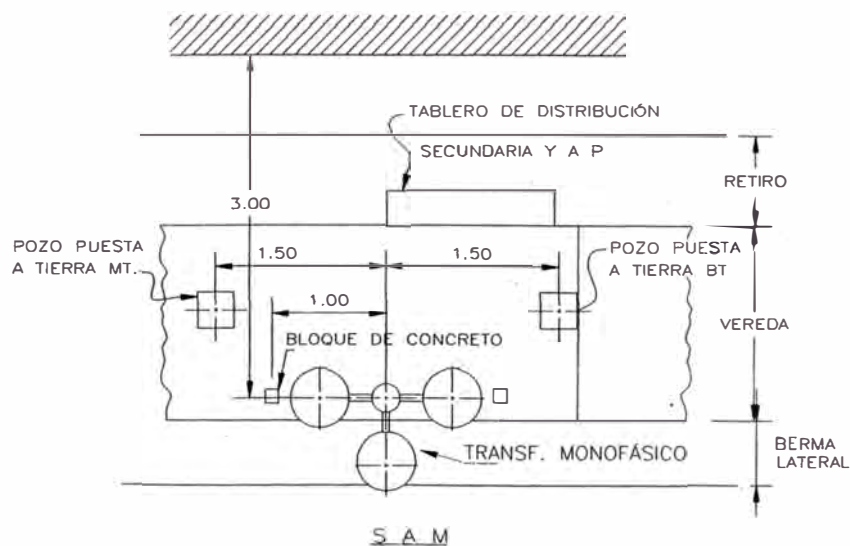 TABLERO DE DISTRIBUCIÓN
SECUNDARIA Y A P
RETIRO
3.00
POZO PUESTA
A TIERRA MT.
1.50
1.50
POZO PUESTA
A TIERRA BT
1.00
VEREDA
BLOQUE DE CONCRETO
TRANSF. MONOFÁSICO
BERMA
LATERAL
S A M